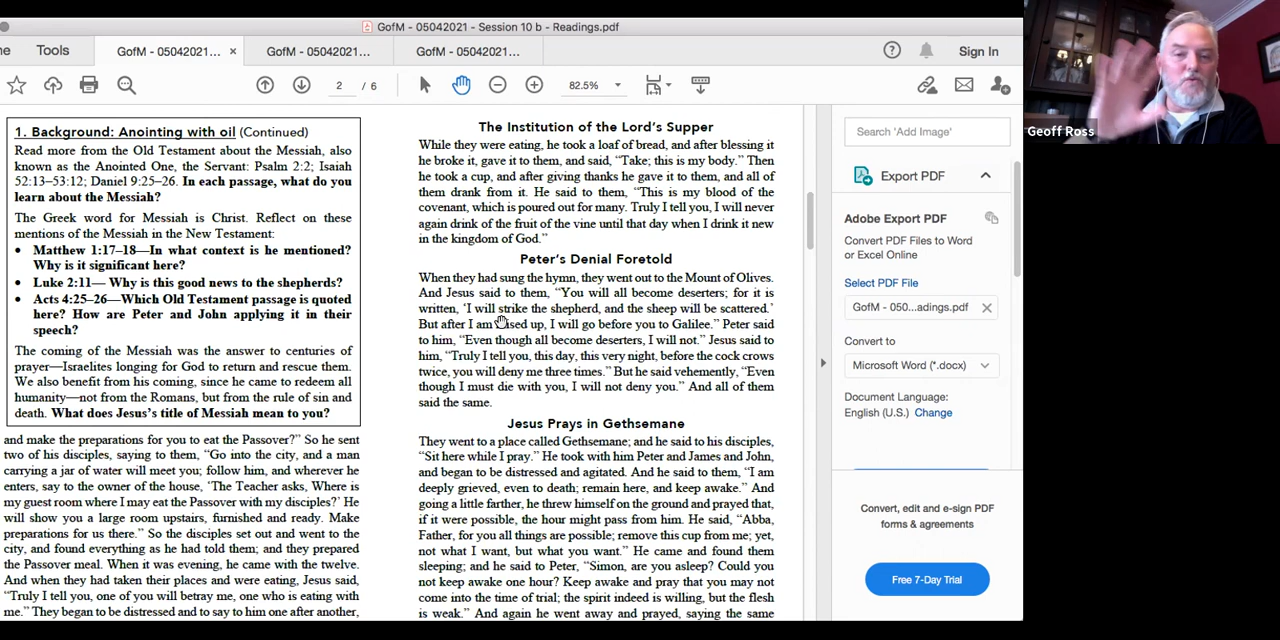 GofM - 05042021 - Session 10 b - Readings.pdf
Tools
GofM - 05042021...
GofM - 05042021...
GofM - 05042021...
Sign In
2 / 6
82.5%
1. Background: Anointing with oil (Continued)
Read more from the Old Testament about the Messiah, also
known as the Anointed One, the Servant: Psalm 2:2; Isaiah
52:13–53:12; Daniel 9:25–26. In each passage, what do you
learn about the Messiah?
The Greek word for Messiah is Christ. Reflect on these
mentions of the Messiah in the New Testament:
• Matthew 1:17–18—In what context is he mentioned?
Why is it significant here?
• Luke 2:11— Why is this good news to the shepherds?
• Acts 4:25–26—Which Old Testament passage is quoted
here? How are Peter and John applying it in their
speech?
The coming of the Messiah was the answer to centuries of
prayer—Israelites longing for God to return and rescue them.
We also benefit from his coming, since he came to redeem all
humanity—not from the Romans, but from the rule of sin and
death. What does Jesus's title of Messiah mean to you?
and make the preparations for you to eat the Passover?” So he sent
two of his disciples, saying to them, “Go into the city, and a man
carrying a jar of water will meet you; follow him, and wherever he
enters, say to the owner of the house, ‘The Teacher asks, Where is
my guest room where I may eat the Passover with my disciples?’ He
will show you a large room upstairs, furnished and ready. Make
preparations for us there.” So the disciples set out and went to the
city, and found everything as he had told them; and they prepared
the Passover meal. When it was evening, he came with the twelve.
And when they had taken their places and were eating, Jesus said,
“Truly I tell you, one of you will betray me, one who is eating with
me.” They began to be distressed and to say to him one after another,
The Institution of the Lord's Supper
While they were eating, he took a loaf of bread, and after blessing it
he broke it, gave it to them, and said, “Take; this is my body.” Then
he took a cup, and after giving thanks he gave it to them, and all of
them drank from it. He said to them, “This is my blood of the
covenant, which is poured out for many. Truly I tell you, I will never
again drink of the fruit of the vine until that day when I drink it new
in the kingdom of God.”
Peter's Denial Foretold
When they had sung the hymn, they went out to the Mount of Olives.
And Jesus said to them, “You will all become deserters; for it is
written, ‘I will strike the shepherd, and the sheep will be scattered.’
But after I am up, I will go before you to Galilee.” Peter said
to him, “Even though all become deserters, I will not.” Jesus said to
him, “Truly I tell you, this day, this very night, before the cock crows
twice, you will deny me three times.” But he said vehemently, “Even
though I must die with you, I will not deny you.” And all of them
said the same.
Jesus Prays in Gethsemane
They went to a place called Gethsemane; and he said to his disciples,
“Sit here while I pray.” He took with him Peter and James and John,
and began to be distressed and agitated. And he said to them, “I am
deeply grieved, even to death; remain here, and keep awake.” And
going a little farther, he threw himself on the ground and prayed that,
if it were possible, the hour might pass from him. He said, “Abba,
Father, for you all things are possible; remove this cup from me; yet,
not what I want, but what you want.” He came and found them
sleeping; and he said to Peter, “Simon, are you asleep? Could you
not keep awake one hour? Keep awake and pray that you may not
come into the time of trial; the spirit indeed is willing, but the flesh
is weak.” And again he went away and prayed, saying the same
Search 'Add Image'
Export PDF
Adobe Export PDF
Convert PDF Files to Word
or Excel Online
Select PDF File
GofM - 050...adings.pdf
Convert to
Microsoft Word (*.docx)
Document Language:
English (U.S.) Change
Convert, edit and e-sign PDF
forms & agreements
Free 7-Day Trial
Geoff Ross